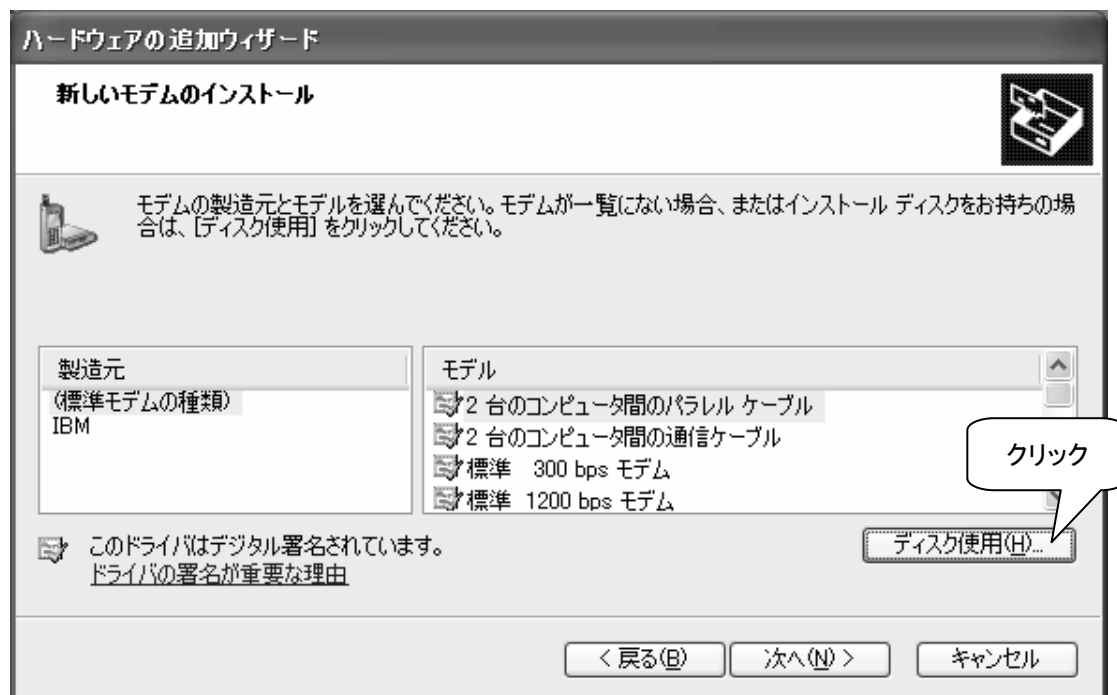 ハードウェアの追加ウィザード
新しいモデムのインストール
モデムの製造元とモデルを選んでください。モデムが一覧にない場合、またはインストール ディスクをお持ちの場
合は、[ディスク使用] をクリックしてください。
製造元
(標準モデムの種類)
IBM
モデル
2 台のコンピュータ間のパラレル ケーブル
2 台のコンピュータ間の通信ケーブル
標準 300 bps モデム
標準 1200 bps モデム
クリック
このドライバはデジタル署名されています。
ドライバの署名が重要な理由
ディスク使用(H)...
< 戻る(B)
次へ(N) >
キャンセル